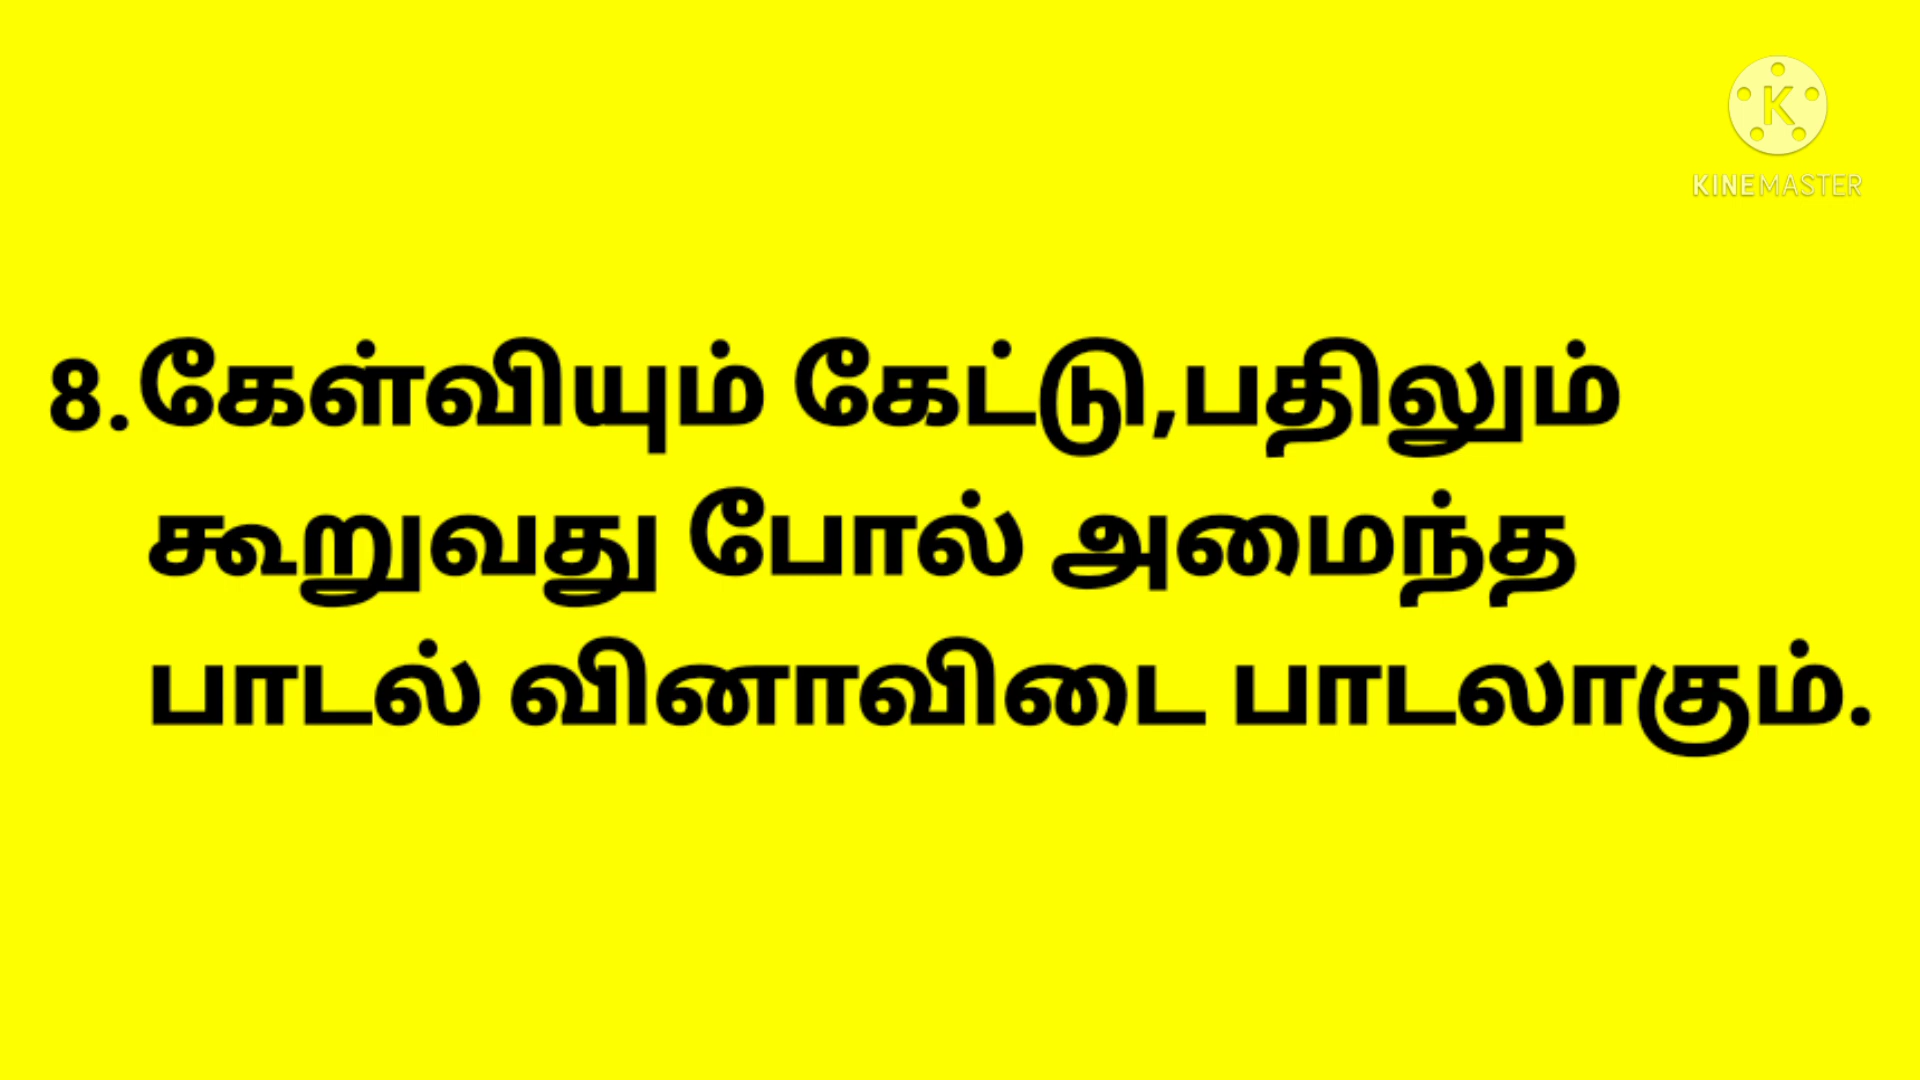 K
KINEMASTER
8.கேள்வியும் கேட்டு,பதிலும்
கூறுவது போல் அமைந்த
பாடல் வினாவிடை பாடலாகும்.